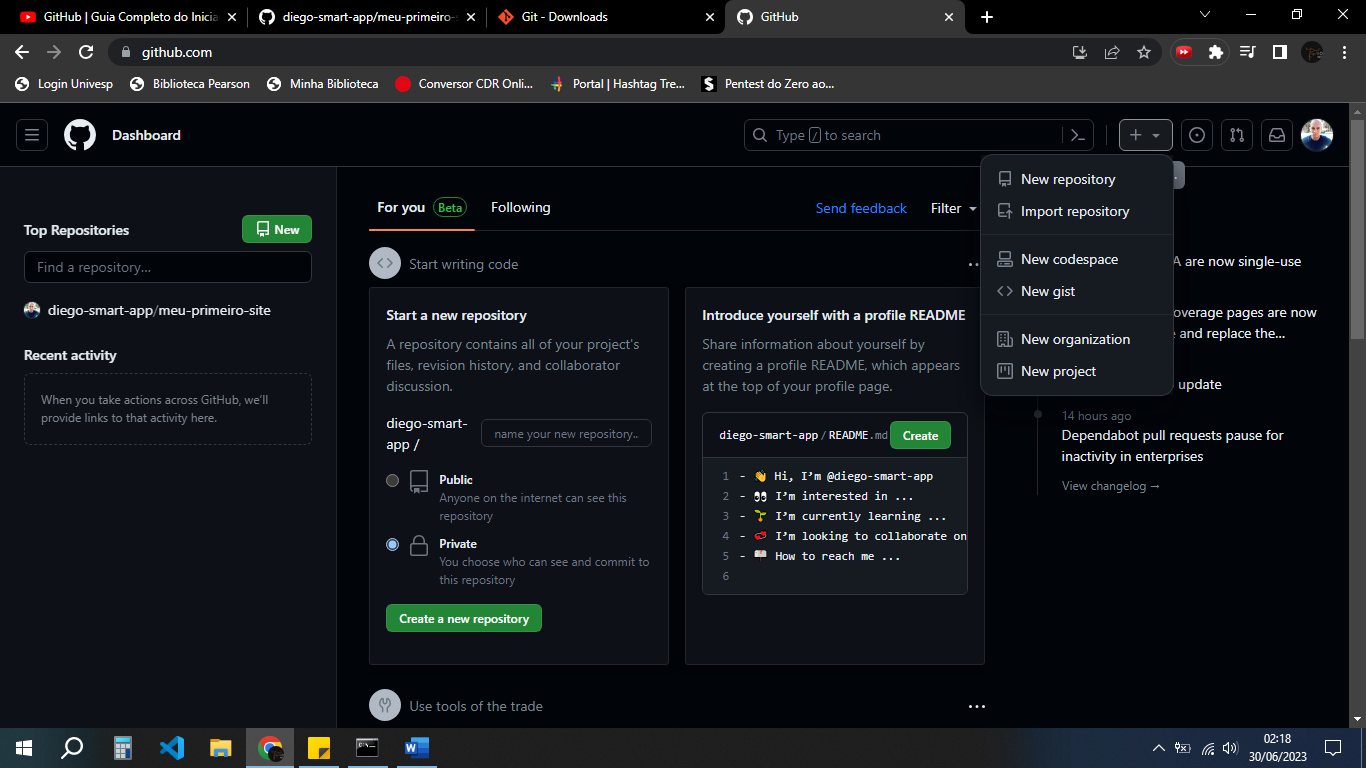 GitHub | Guia Completo do Inicia
diego-smart-app/meu-primeiro-s
Git - Downloads
GitHub
github.com
Login Univesp
Biblioteca Pearson
Minha Biblioteca
Conversor CDR Onli...
Portal | Hashtag Tre...
Pentest do Zero ao...
Dashboard
Type / to search
New repository
Import repository
New codespace
New gist
New organization
New project
Top Repositories
New
Find a repository...
diego-smart-app/meu-primeiro-site
Recent activity
When you take actions across GitHub, we'll
provide links to that activity here.
For you Beta
Following
Send feedback
Filter
Start writing code
Start a new repository
A repository contains all of your project's
files, revision history, and collaborator
discussion.
diego-smart-
app /
name your new repository...
Public
Anyone on the internet can see this
repository
Private
You choose who can see and commit to
this repository
Create a new repository
Introduce yourself with a profile README
Share information about yourself by
creating a profile README, which appears
at the top of your profile page.
diego-smart-app / README.md
Create
1 - 👋 Hi, I'm @diego-smart-app
2 - 👀 I'm interested in ...
3 - 🌱 I'm currently learning ...
4 - 💞️ I'm looking to collaborate on
5 - 📫 How to reach me ...
6
Use tools of the trade
A are now single-use
overage pages are now
and replace the...
update
14 hours ago
Dependabot pull requests pause for
inactivity in enterprises
View changelog →
02:18
30/06/2023